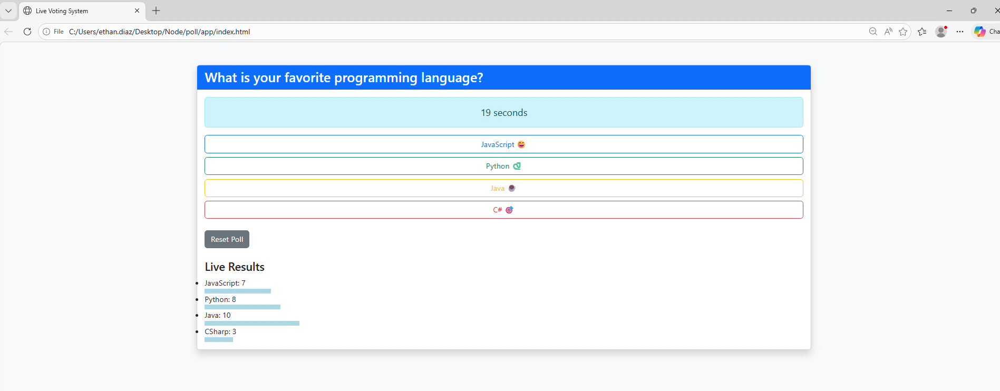 Live Voting System
File C:/Users/ethan.diaz/Desktop/Node/poll/app/index.html
Cha
What is your favorite programming language?
19 seconds
JavaScript 😄
Python
Java
C# 🎯
Reset Poll
Live Results
JavaScript: 7
Python: 8
Java: 10
CSharp: 3